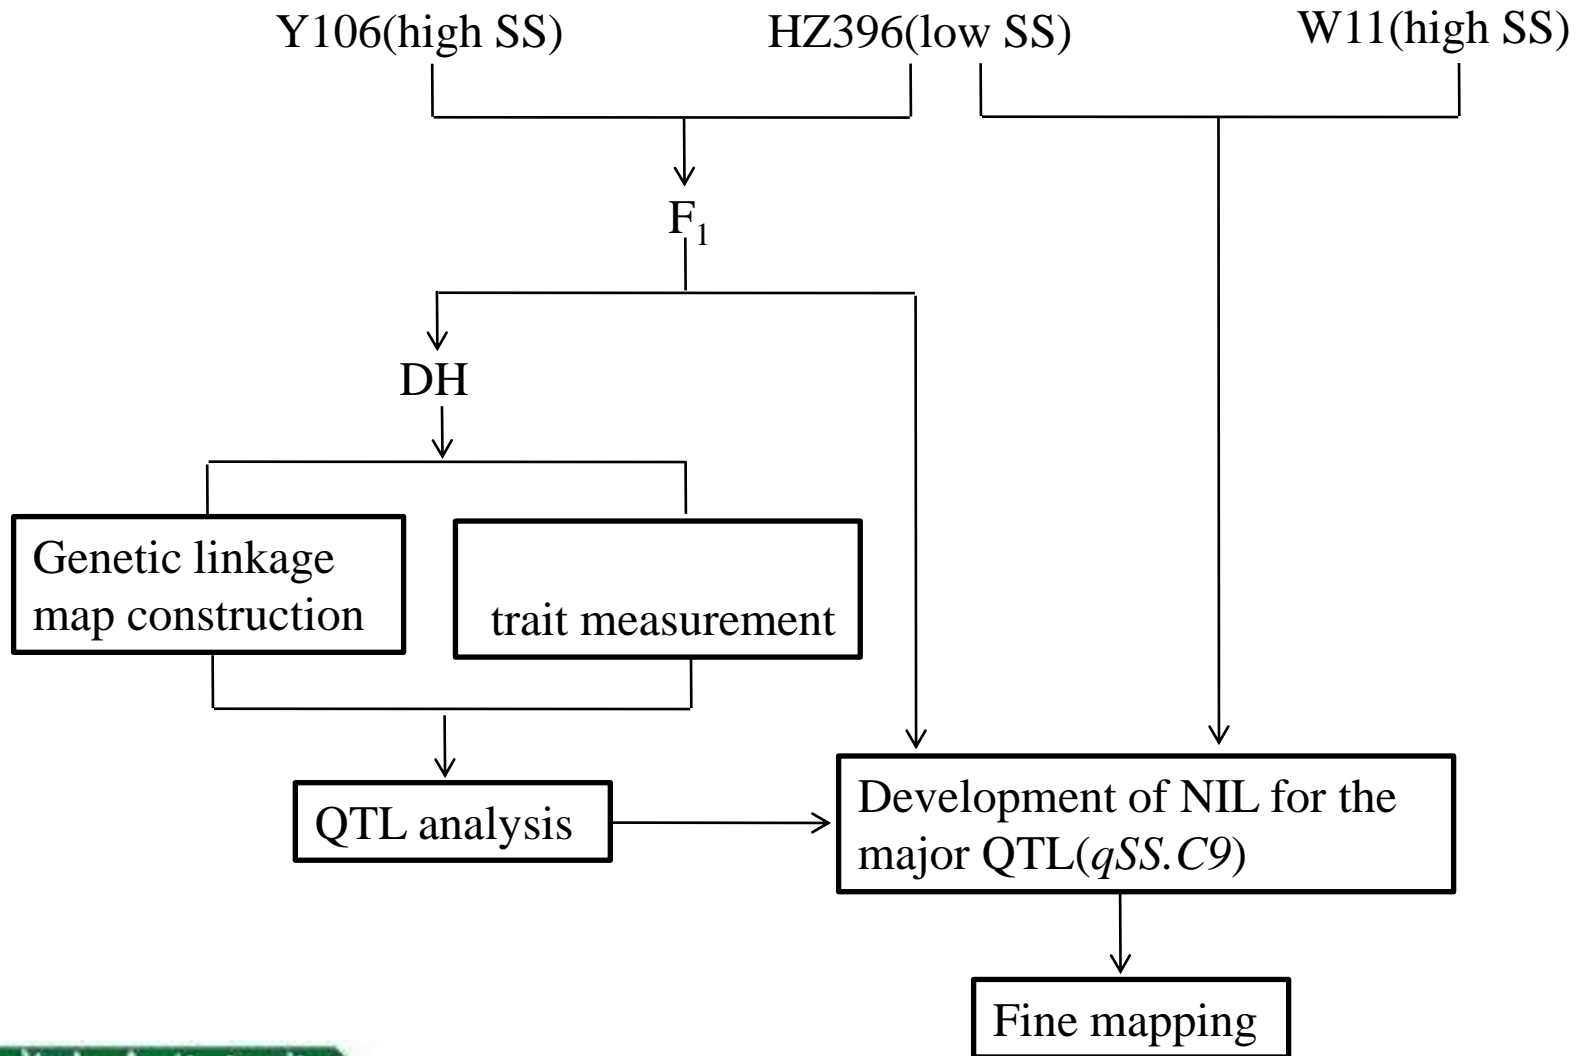 Y106(high SS)
HZ396(low SS)
W11(high SS)
F1
DH
Genetic linkage
map construction
trait measurement
QTL analysis
Development of NIL for the
major QTL(qSS.C9)
Fine mapping